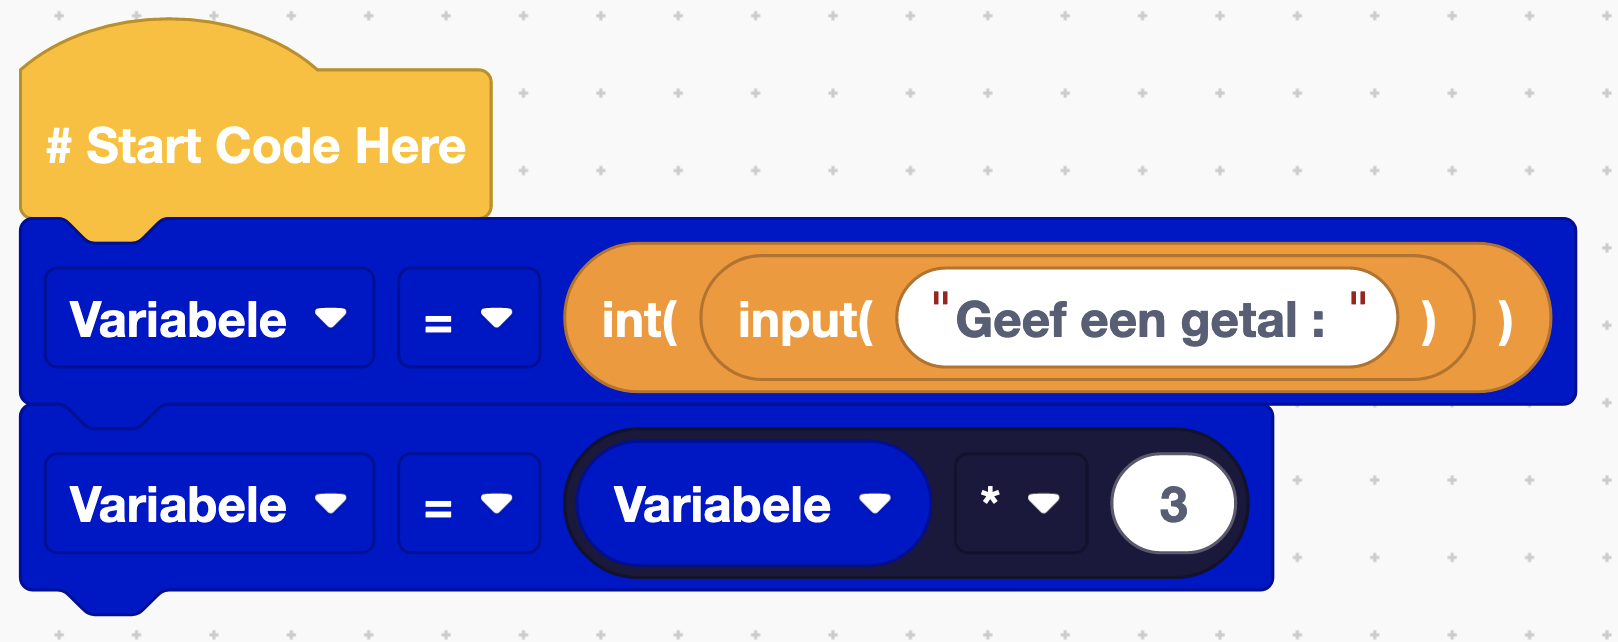 # Start Code Here
Variabele = int( input( "Geef een getal : " ) )
Variabele = Variabele * 3